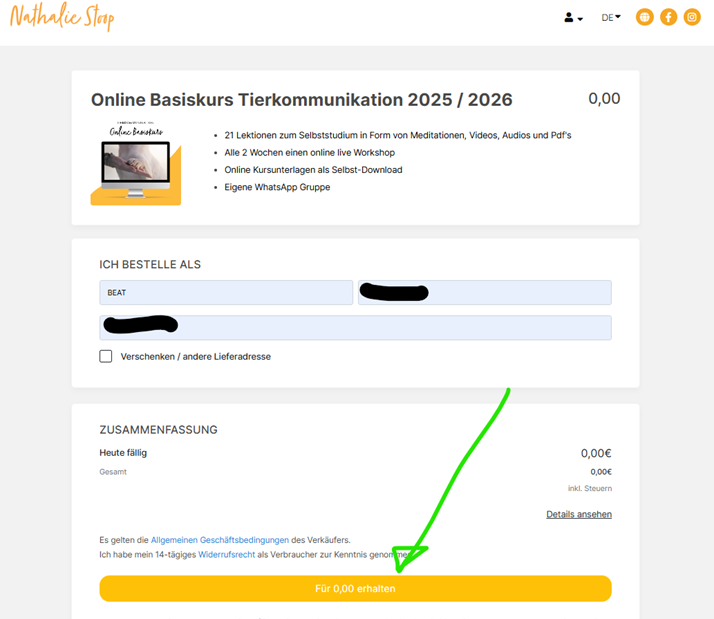 Nathalie Stoop
DE
Online Basiskurs Tierkommunikation 2025 / 2026
0,00
Online Basiskurs
• 21 Lektionen zum Selbststudium in Form von Meditationen, Videos, Audios und Pdf's
• Alle 2 Wochen einen online live Workshop
• Online Kursunterlagen als Selbst-Download
• Eigene WhatsApp Gruppe
ICH BESTELLE ALS
BEAT
Verschenken / andere Lieferadresse
ZUSAMMENFASSUNG
Heute fällig
0,00€
Gesamt
0,00€
inkl. Steuern
Details ansehen
Es gelten die Allgemeinen Geschäftsbedingungen des Verkäufers.
Ich habe mein 14-tägiges Widerrufsrecht als Verbraucher zur Kenntnis genommen.
Für 0,00 erhalten